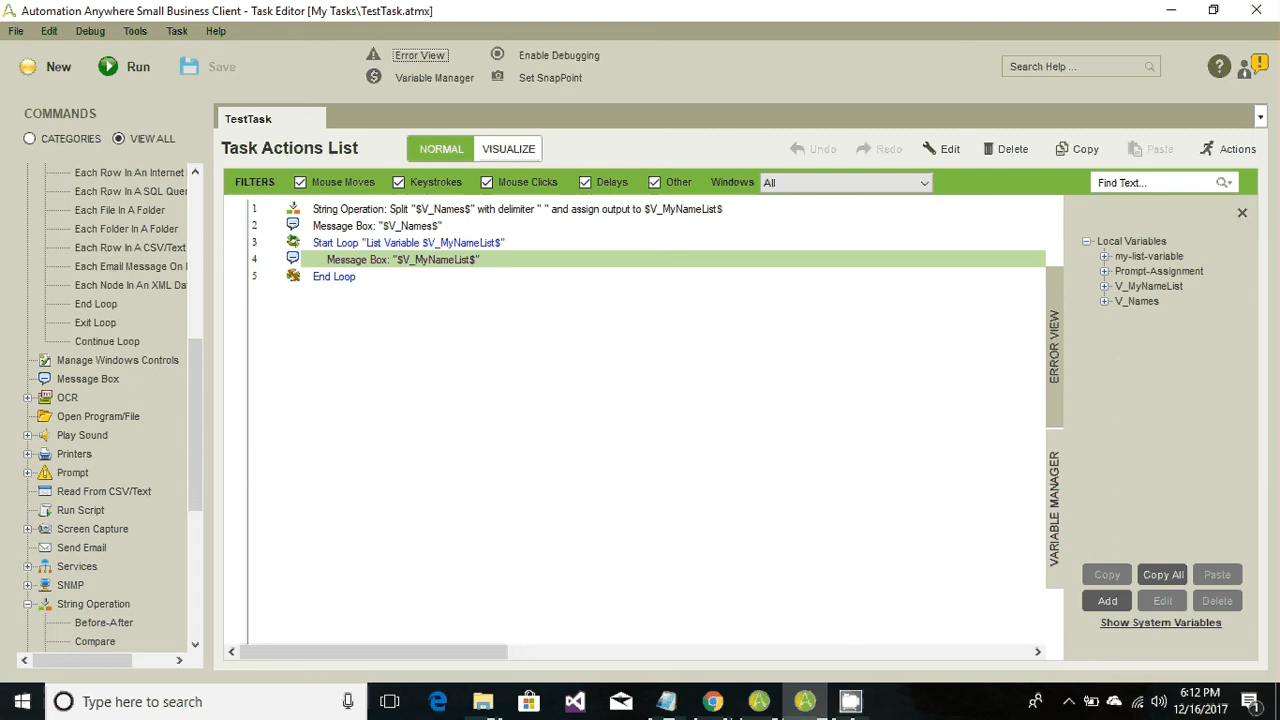 Automation Anywhere Small Business Client - Task Editor [My Tasks\TestTask.atmx]
File Edit Debug Tools Task Help
New Run Save
Error View Enable Debugging
Variable Manager Set SnapPoint
Search Help ...
COMMANDS
CATEGORIES VIEW ALL
Each Row In An Internet
Each Row In A SQL Quer
Each File In A Folder
Each Folder In A Folder
Each Row In A CSV/Text
Each Email Message On
Each Node In An XML Da
End Loop
Exit Loop
Continue Loop
Manage Windows Controls
Message Box
OCR
Open Program/File
Play Sound
Printers
Prompt
Read From CSV/Text
Run Script
Screen Capture
Send Email
Services
SNMP
String Operation
Before-After
Compare
TestTask
Task Actions List NORMAL VISUALIZE Undo Redo Edit Delete Copy Paste Actions
FILTERS Mouse Moves Keystrokes Mouse Clicks Delays Other Windows All Find Text...
1 String Operation: Split "$V_Names$" with delimiter " " and assign output to $V_MyNameList$
2 Message Box: "$V_Names$"
3 Start Loop "List Variable $V_MyNameList$"
4 Message Box: "$V_MyNameList$"
5 End Loop
ERROR VIEW
VARIABLE MANAGER
Local Variables
my-list-variable
Prompt-Assignment
V_MyNameList
V_Names
Copy Copy All Paste
Add Edit Delete
Show System Variables
Type here to search
6:12 PM
12/16/2017
1